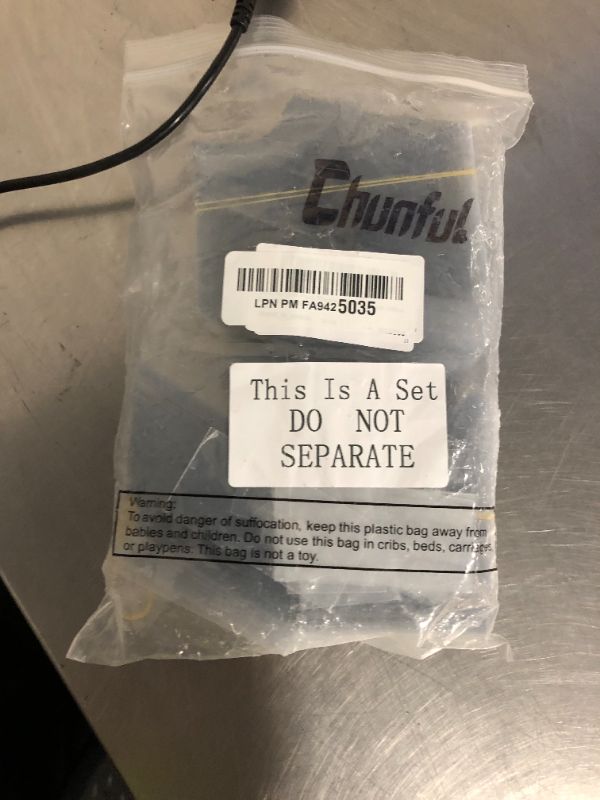 Chunful
LPN PM FA9425035
This Is A Set
DO NOT
SEPARATE
Warning:
To avoid danger of suffocation, keep this plastic bag away from
babies and children. Do not use this bag in cribs, beds, carriages
or playpens. This bag is not a toy.